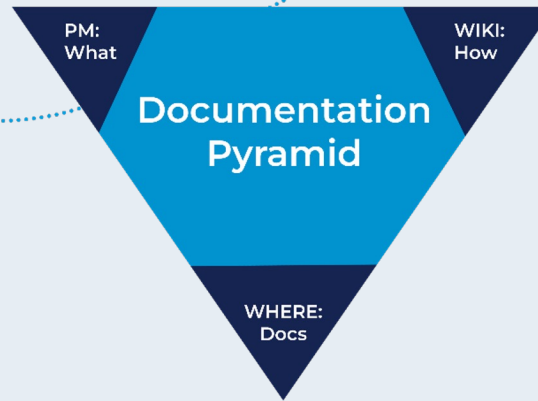 PM:
What
WIKI:
How
Documentation
Pyramid
WHERE:
Docs